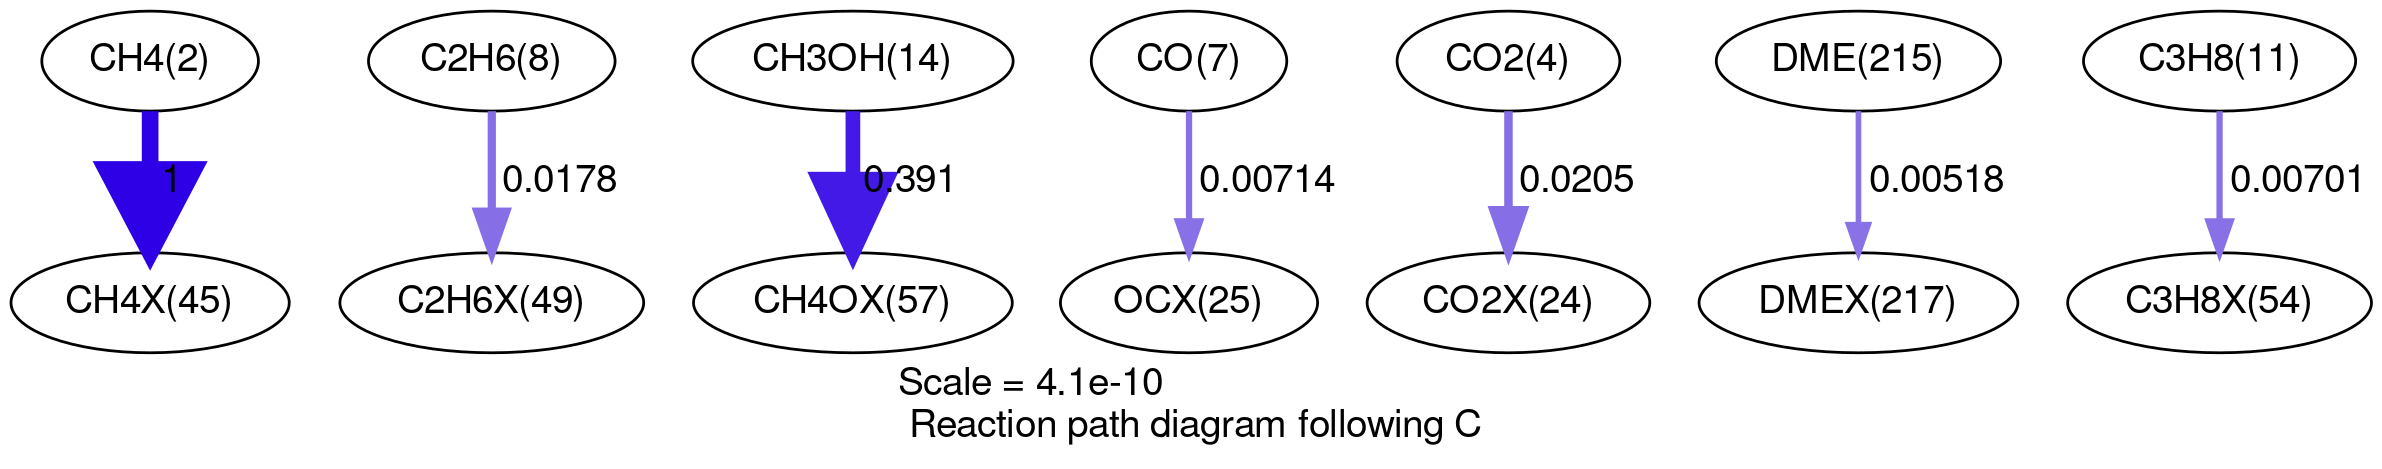 CH4(2) C2H6(8) CH3OH(14) CO(7) CO2(4) DME(215) C3H8(11)
1 0.0178 0.391 0.00714 0.0205 0.00518 0.00701
CH4X(45) C2H6X(49) CH4OX(57) OCX(25) CO2X(24) DMEX(217) C3H8X(54)
Scale = 4.1e-10
Reaction path diagram following C